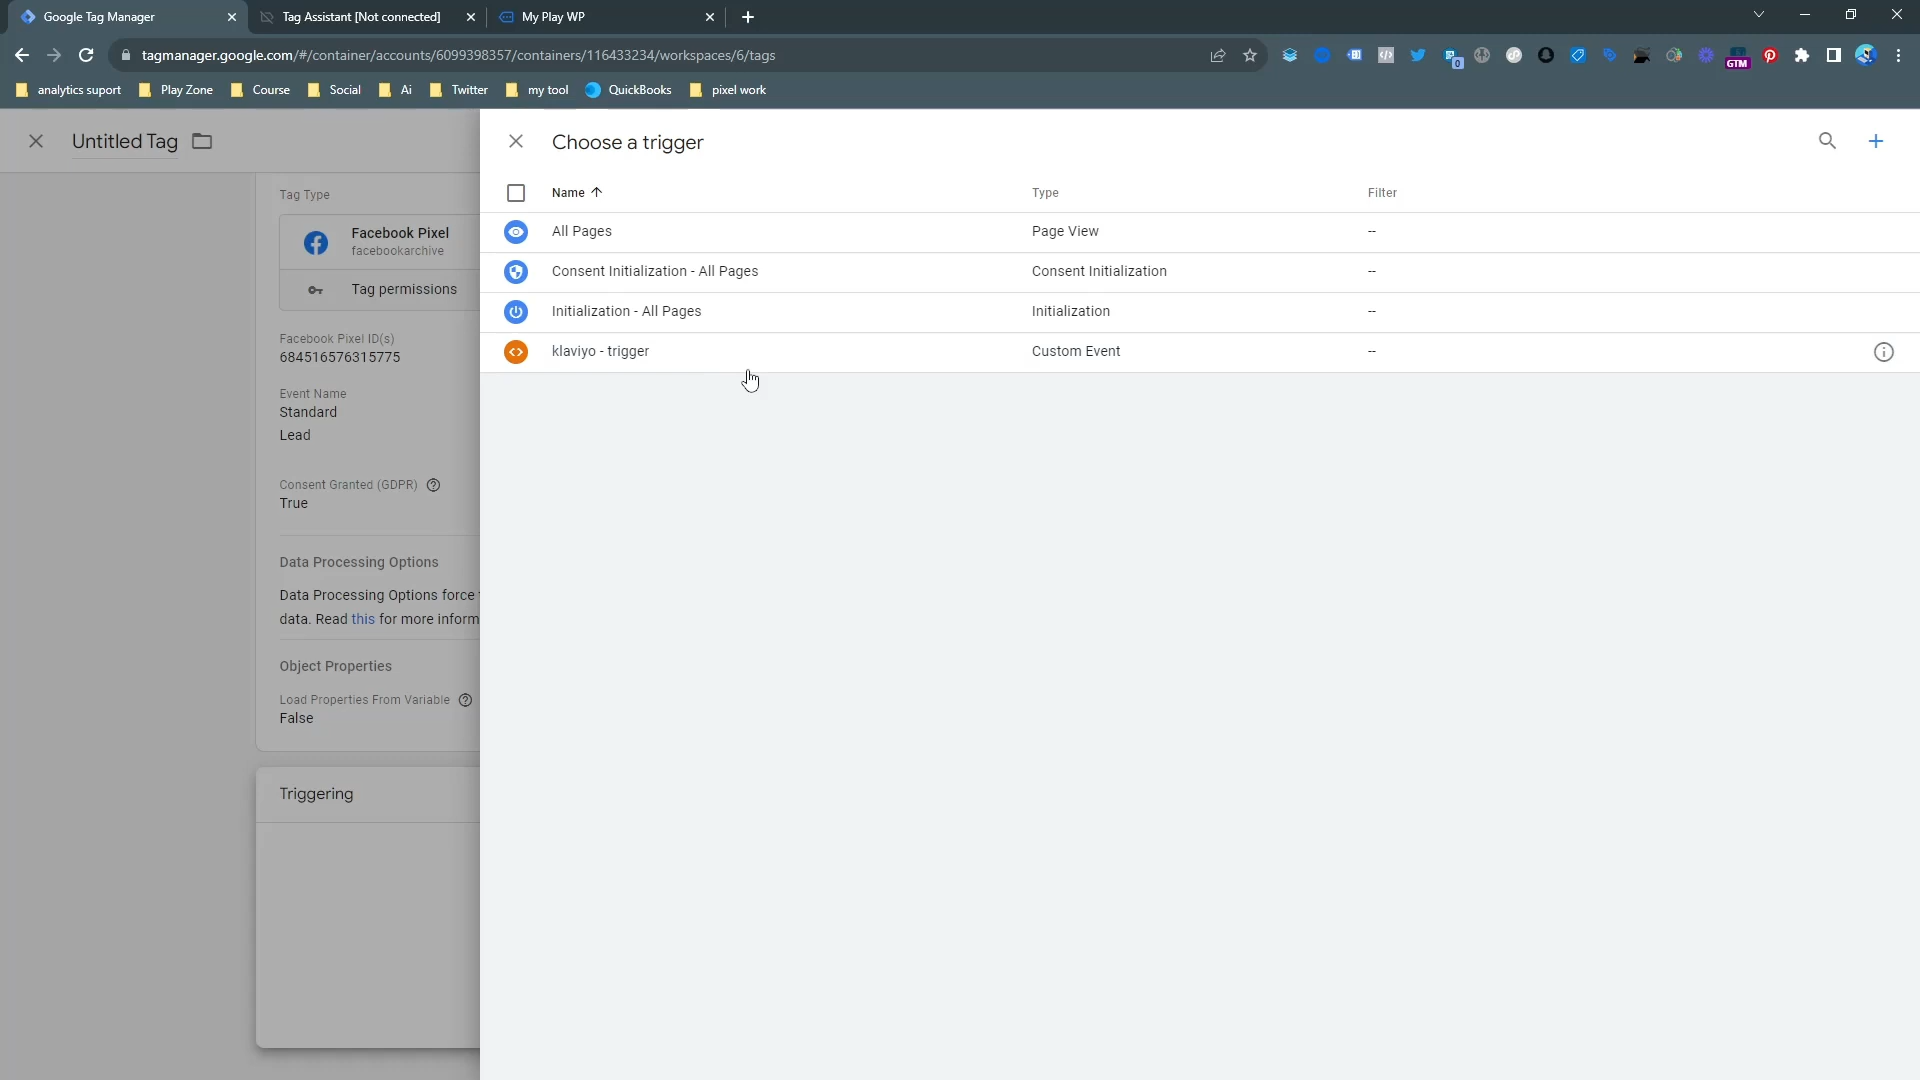 Google Tag Manager
Tag Assistant [Not connected]
My Play WP
tagmanager.google.com/#/container/accounts/6099398357/containers/116433234/workspaces/6/tags
0
GTM
analytics suport
Play Zone
Course
Social
Ai
Twitter
my tool
QuickBooks
pixel work
Untitled Tag
Choose a trigger
Name
Type
Filter
All Pages
Page View
--
Consent Initialization - All Pages
Consent Initialization
--
Initialization - All Pages
Initialization
--
klaviyo - trigger
Custom Event
--
Tag Type
Facebook Pixel
facebookarchive
Tag permissions
Facebook Pixel ID(s)
684516576315775
Event Name
Standard
Lead
Consent Granted (GDPR)
True
Data Processing Options
Data Processing Options force
data. Read this for more inform
Object Properties
Load Properties From Variable
False
Triggering